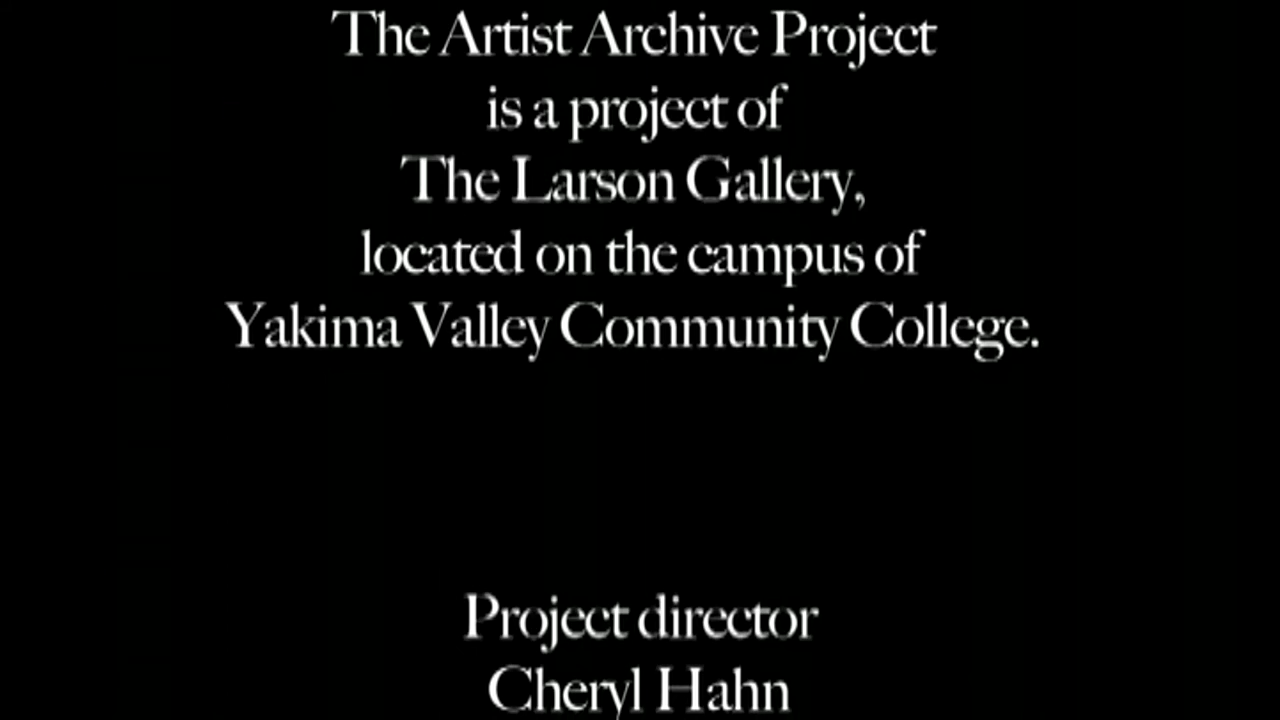 The Artist Archive Project
is a project of
The Larson Gallery,
located on the campus of
Yakima Valley Community College.
Project director
Cheryl Hahn